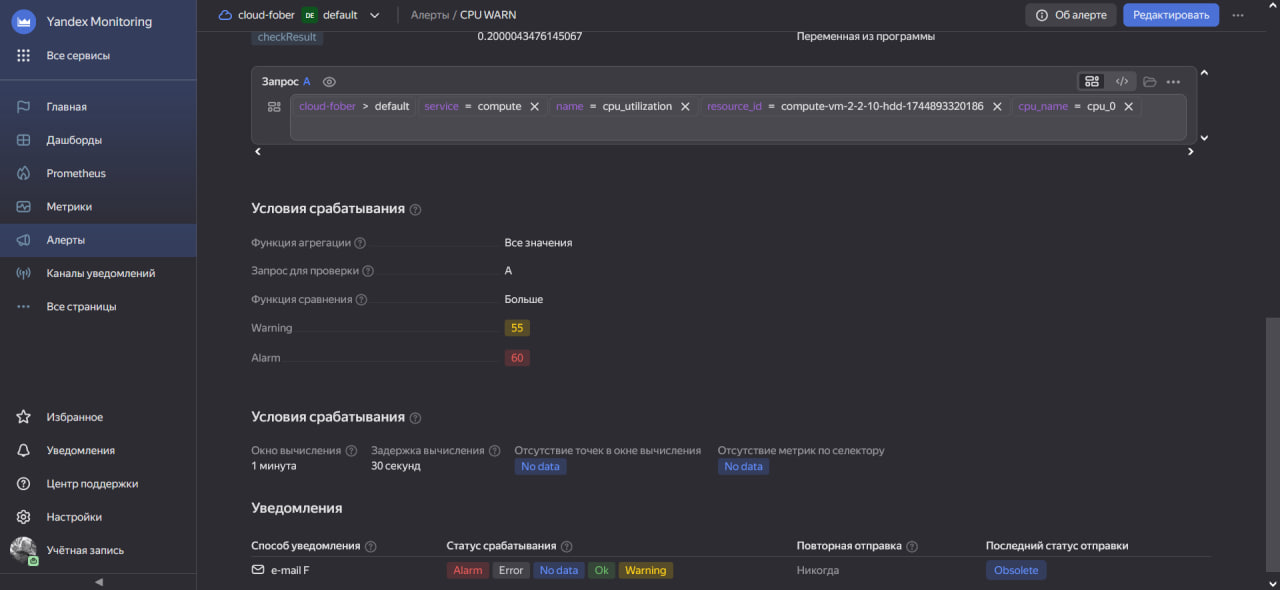 Yandex Monitoring
Все сервисы
Главная
Дашборды
Prometheus
Метрики
Алерты
Каналы уведомлений
Все страницы
Избранное
Уведомления
Центр поддержки
Настройки
Учётная запись
cloud-fober DE default Алерты / CPU WARN Об алерте Редактировать
checkResult 0.2000043476145067 Переменная из программы
Запрос A
cloud-fober > default service = compute name = cpu_utilization resource_id = compute-vm-2-2-10-hdd-1744893320186 cpu_name = cpu_0
Условия срабатывания
Функция агрегации Все значения
Запрос для проверки A
Функция сравнения Больше
Warning 55
Alarm 60
Условия срабатывания
Окно вычисления Задержка вычисления Отсутствие точек в окне вычисления Отсутствие метрик по селектору
1 минута 30 секунд No data No data
Уведомления
Способ уведомления Статус срабатывания Повторная отправка Последний статус отправки
e-mail F Alarm Error No data Ok Warning Никогда Obsolete